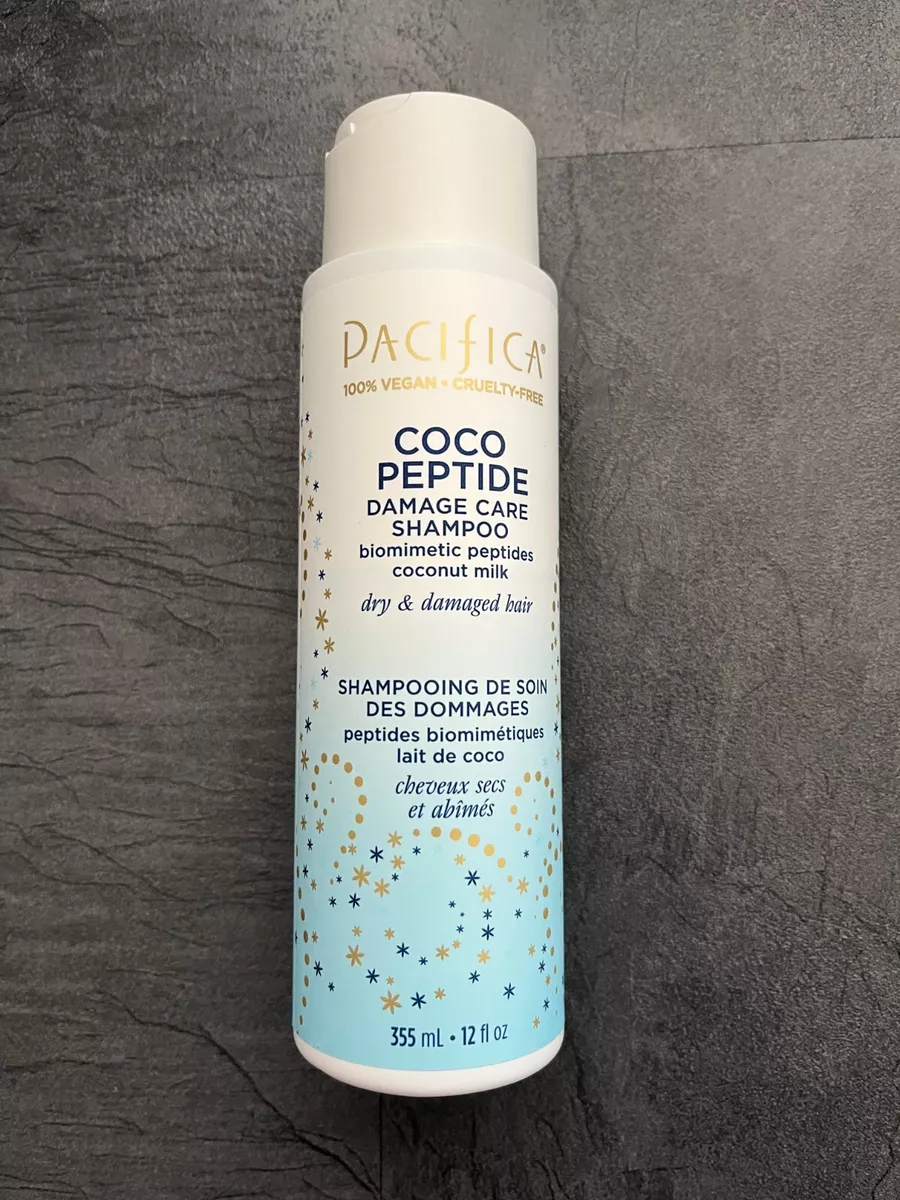 PACIFICA®
100% VEGAN • CRUELTY-FREE
COCO
PEPTIDE
DAMAGE CARE
SHAMPOO
biomimetic peptides
coconut milk
dry & damaged hair
SHAMPOOING DE SOIN
DES DOMMAGES
peptides biomimétiques
lait de coco
cheveux secs
et abîmés
355 mL • 12 fl oz